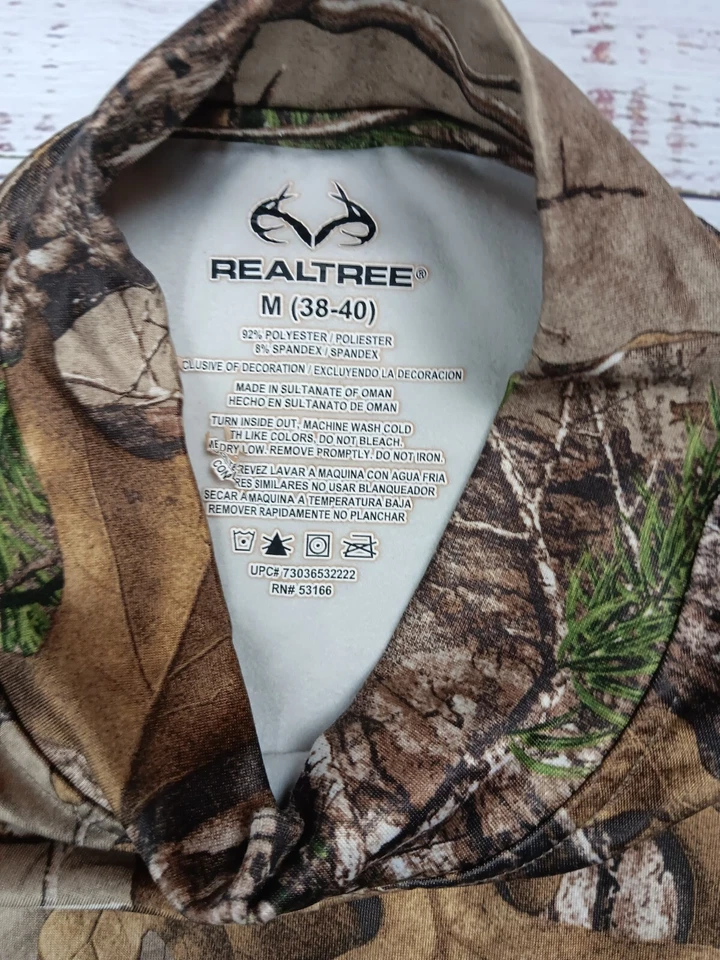 REALTREE®
M (38-40)
92% POLYESTER / POLIESTER
8% SPANDEX / SPANDEX
CLUSIVE OF DECORATION / EXCLUYENDO LA DECORACION
MADE IN SULTANATE OF OMAN
HECHO EN SULTANATO DE OMAN
TURN INSIDE OUT, MACHINE WASH COLD
TH LIKE COLORS. DO NOT BLEACH.
DRY LOW. REMOVE PROMPTLY. DO NOT IRON.
REVEZ LAVAR A MAQUINA CON AGUA FRIA
RES SIMILARES NO USAR BLANQUEADOR
SECAR A MAQUINA A TEMPERATURA BAJA
REMOVER RAPIDAMENTE NO PLANCHAR
UPC# 73036532222
RN# 53166